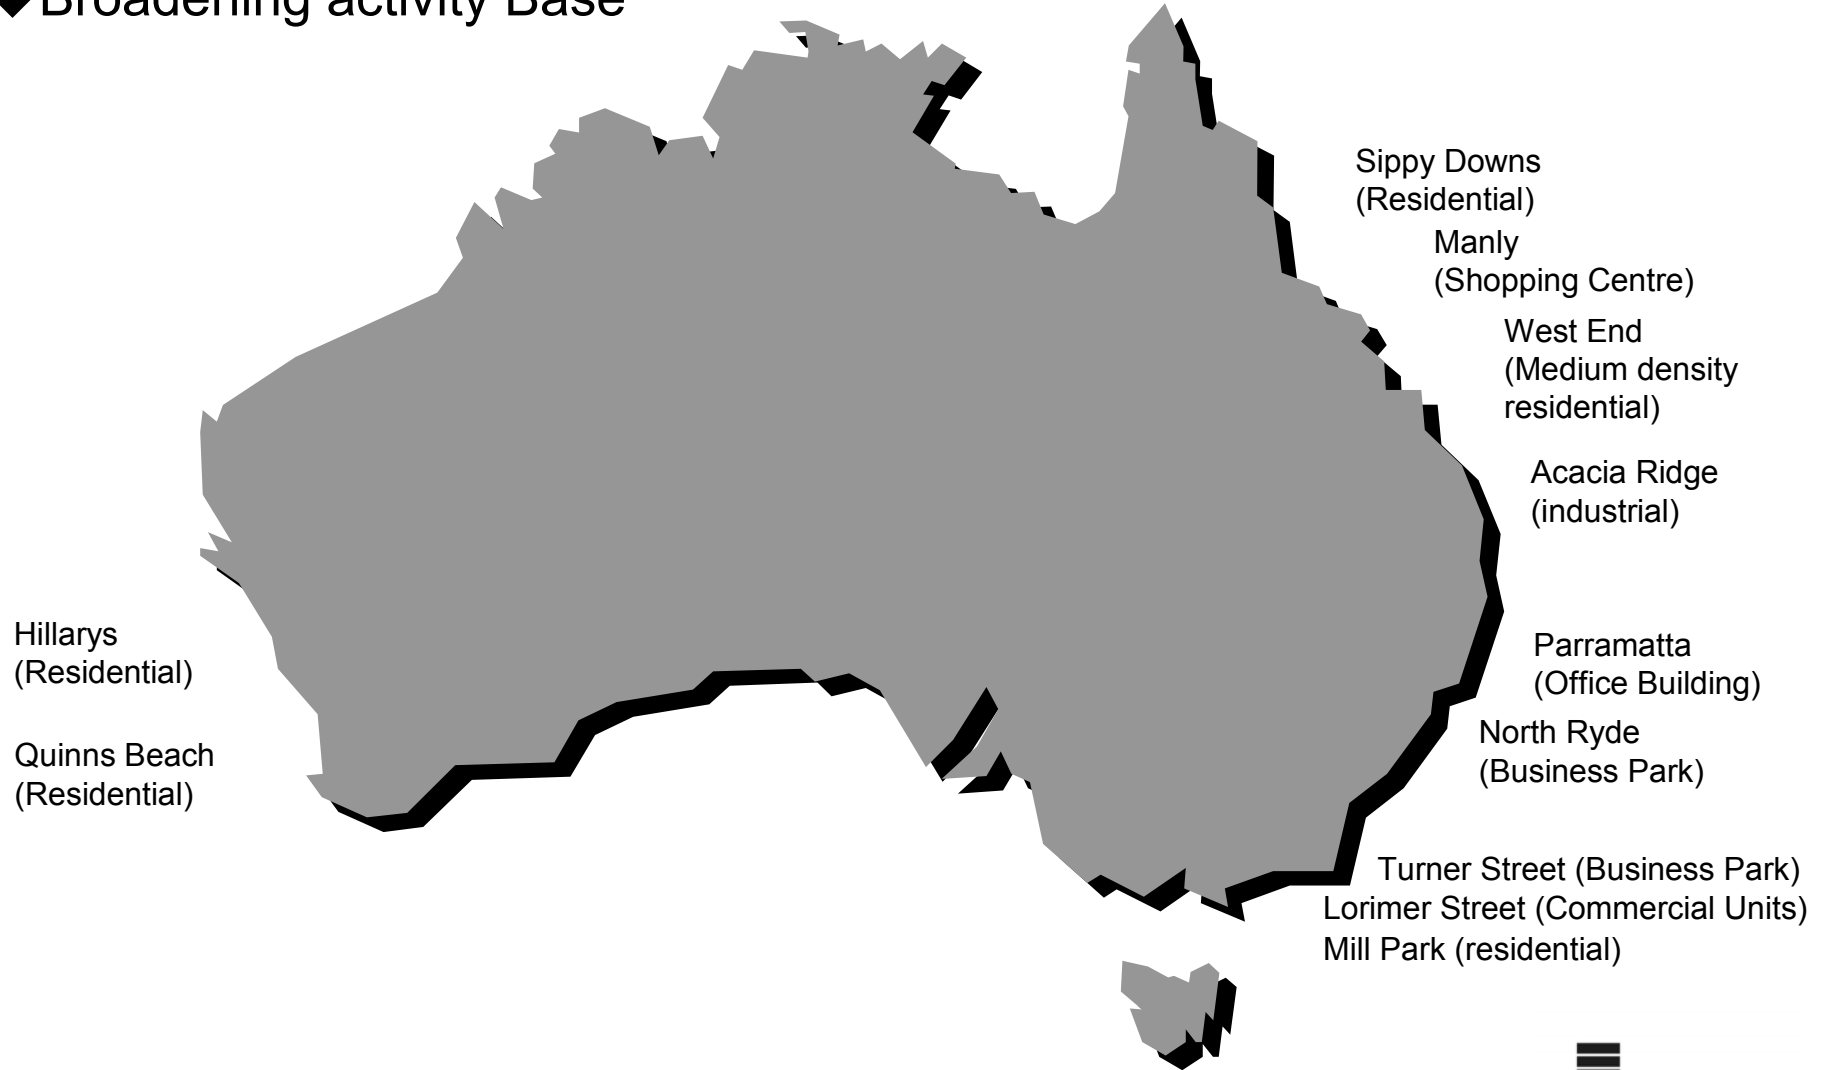 Broadening activity Base
Sippy Downs
(Residential)
Manly
(Shopping Centre)
West End
(Medium density
residential)
Acacia Ridge
(industrial)
Hillarys
(Residential)
Parramatta
(Office Building)
North Ryde
(Business Park)
Quinns Beach
(Residential)
Turner Street (Business Park)
Lorimer Street (Commercial Units)
Mill Park (residential)